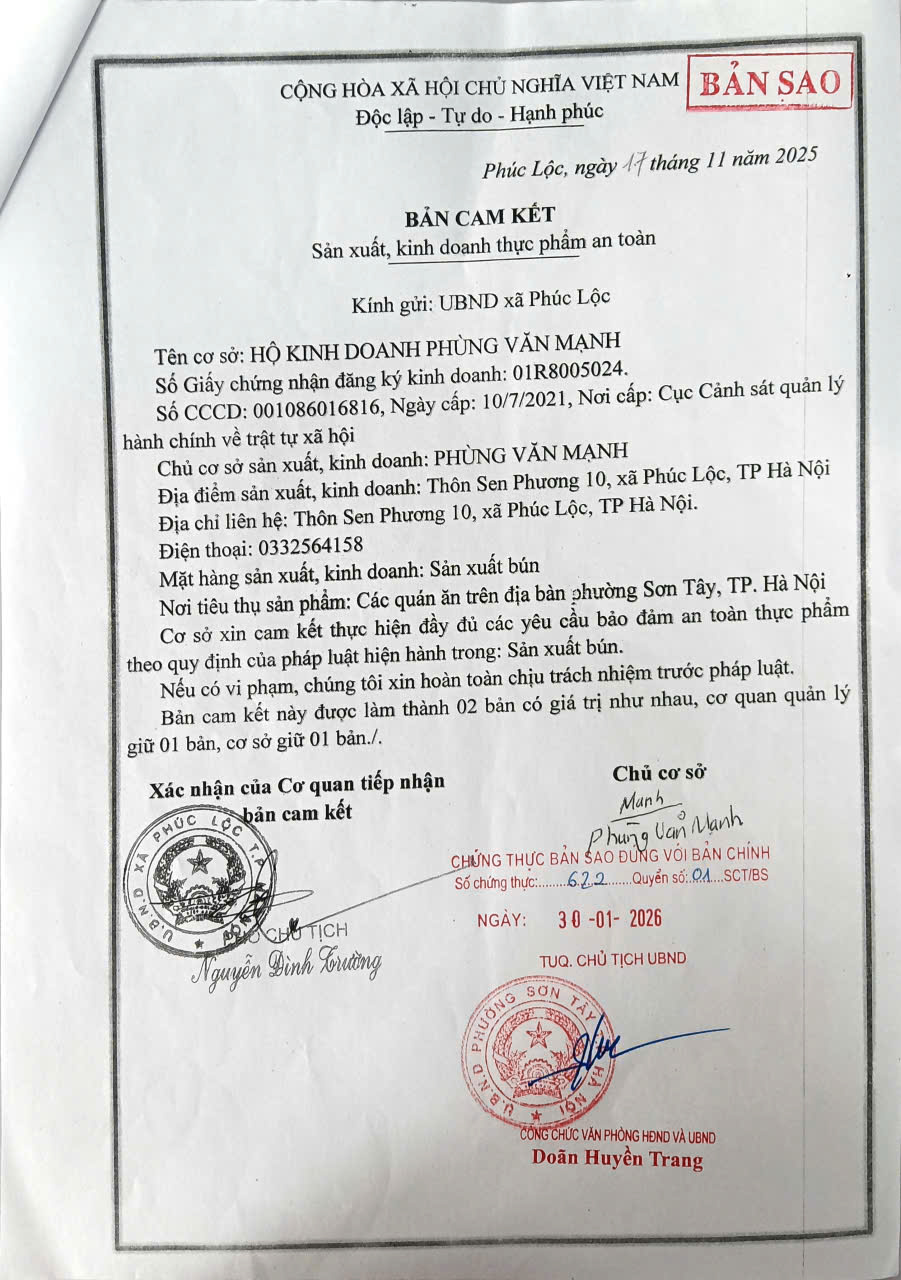 CỘNG HÒA XÃ HỘI CHỦ NGHĨA VIỆT NAM
BẢN SAO
Độc lập - Tự do - Hạnh phúc
Phúc Lộc, ngày 17 tháng 11 năm 2025
BẢN CAM KẾT
Sản xuất, kinh doanh thực phẩm an toàn
Kính gửi: UBND xã Phúc Lộc
Tên cơ sở: HỘ KINH DOANH PHÙNG VĂN MẠNH
Số Giấy chứng nhận đăng ký kinh doanh: 01R8005024.
Số CCCD: 001086016816, Ngày cấp: 10/7/2021, Nơi cấp: Cục Cảnh sát quản lý
hành chính về trật tự xã hội
Chủ cơ sở sản xuất, kinh doanh: PHÙNG VĂN MẠNH
Địa điểm sản xuất, kinh doanh: Thôn Sen Phương 10, xã Phúc Lộc, TP Hà Nội
Địa chỉ liên hệ: Thôn Sen Phương 10, xã Phúc Lộc, TP Hà Nội.
Điện thoại: 0332564158
Mặt hàng sản xuất, kinh doanh: Sản xuất bún
Nơi tiêu thụ sản phẩm: Các quán ăn trên địa bàn phường Sơn Tây, TP. Hà Nội
Cơ sở xin cam kết thực hiện đầy đủ các yêu cầu bảo đảm an toàn thực phẩm
theo quy định của pháp luật hiện hành trong: Sản xuất bún.
Nếu có vi phạm, chúng tôi xin hoàn toàn chịu trách nhiệm trước pháp luật.
Bản cam kết này được làm thành 02 bản có giá trị như nhau, cơ quan quản lý
giữ 01 bản, cơ sở giữ 01 bản./.
Xác nhận của Cơ quan tiếp nhận
bản cam kết
Chủ cơ sở
Manh
Phùng Văn Mạnh
U.B.N.D XÃ PHÚC LỘC T.P
PHÓ CHỦ TỊCH
Nguyễn Đình Trường
CHỨNG THỰC BẢN SAO ĐÚNG VỚI BẢN CHÍNH
Số chứng thực:........622.......Quyển số:.01....SCT/BS
NGÀY: 30 -01- 2026
TUQ. CHỦ TỊCH UBND
U.B.N.D PHƯỜNG SƠN TÂY HÀ NỘI
CÔNG CHỨC VĂN PHÒNG HĐND VÀ UBND
Doãn Huyền Trang